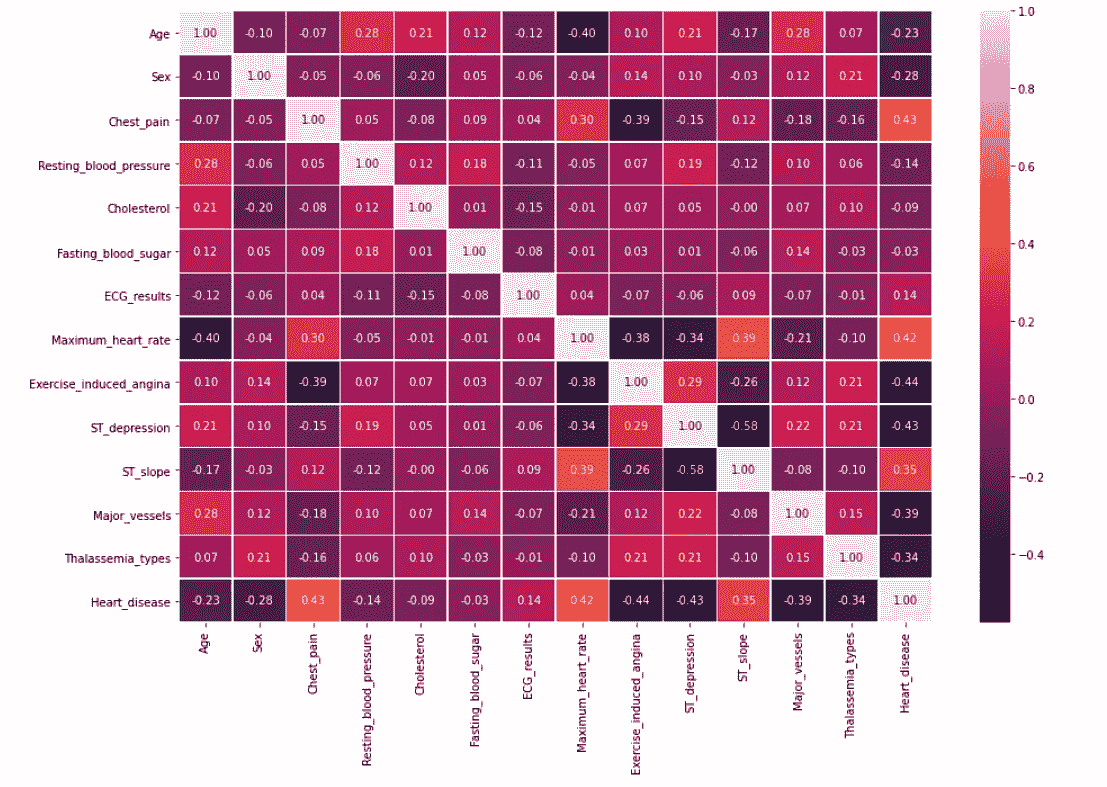 Age 1.00 -0.10 -0.07 0.28 0.21 0.12 -0.12 -0.40 0.10 0.21 -0.17 0.28 0.07 -0.23
Sex -0.10 1.00 -0.05 -0.06 -0.20 0.05 -0.06 -0.04 0.14 0.10 -0.03 0.12 0.21 -0.28
Chest_pain -0.07 -0.05 1.00 0.05 -0.08 0.09 0.04 0.30 -0.39 -0.15 0.12 -0.18 -0.16 0.43
Resting_blood_pressure 0.28 -0.06 0.05 1.00 0.12 0.18 -0.11 -0.05 0.07 0.19 -0.12 0.10 0.06 -0.14
Cholesterol 0.21 -0.20 -0.08 0.12 1.00 0.01 -0.15 -0.01 0.07 0.05 -0.00 0.07 0.10 -0.09
Fasting_blood_sugar 0.12 0.05 0.09 0.18 0.01 1.00 -0.08 -0.01 0.03 0.01 -0.06 0.14 -0.03 -0.03
ECG_results -0.12 -0.06 0.04 -0.11 -0.15 -0.08 1.00 0.04 -0.07 -0.06 0.09 -0.07 -0.01 0.14
Maximum_heart_rate -0.40 -0.04 0.30 -0.05 -0.01 -0.01 0.04 1.00 -0.38 -0.34 0.39 -0.21 -0.10 0.42
Exercise_induced_angina 0.10 0.14 -0.39 0.07 0.07 0.03 -0.07 -0.38 1.00 0.29 -0.26 0.12 0.21 -0.44
ST_depression 0.21 0.10 -0.15 0.19 0.05 0.01 -0.06 -0.34 0.29 1.00 -0.58 0.22 0.21 -0.43
ST_slope -0.17 -0.03 0.12 -0.12 -0.00 -0.06 0.09 0.39 -0.26 -0.58 1.00 -0.08 -0.10 0.35
Major_vessels 0.28 0.12 -0.18 0.10 0.07 0.14 -0.07 -0.21 0.12 0.22 -0.08 1.00 0.15 -0.39
Thalassemia_types 0.07 0.21 -0.16 0.06 0.10 -0.03 -0.01 -0.10 0.21 0.21 -0.10 0.15 1.00 -0.34
Heart_disease -0.23 -0.28 0.43 -0.14 -0.09 -0.03 0.14 0.42 -0.44 -0.43 0.35 -0.39 -0.34 1.00
Age
Sex
Chest_pain
Resting_blood_pressure
Cholesterol
Fasting_blood_sugar
ECG_results
Maximum_heart_rate
Exercise_induced_angina
ST_depression
ST_slope
Major_vessels
Thalassemia_types
Heart_disease
1.0
0.8
0.6
0.4
0.2
0.0
−0.2
−0.4